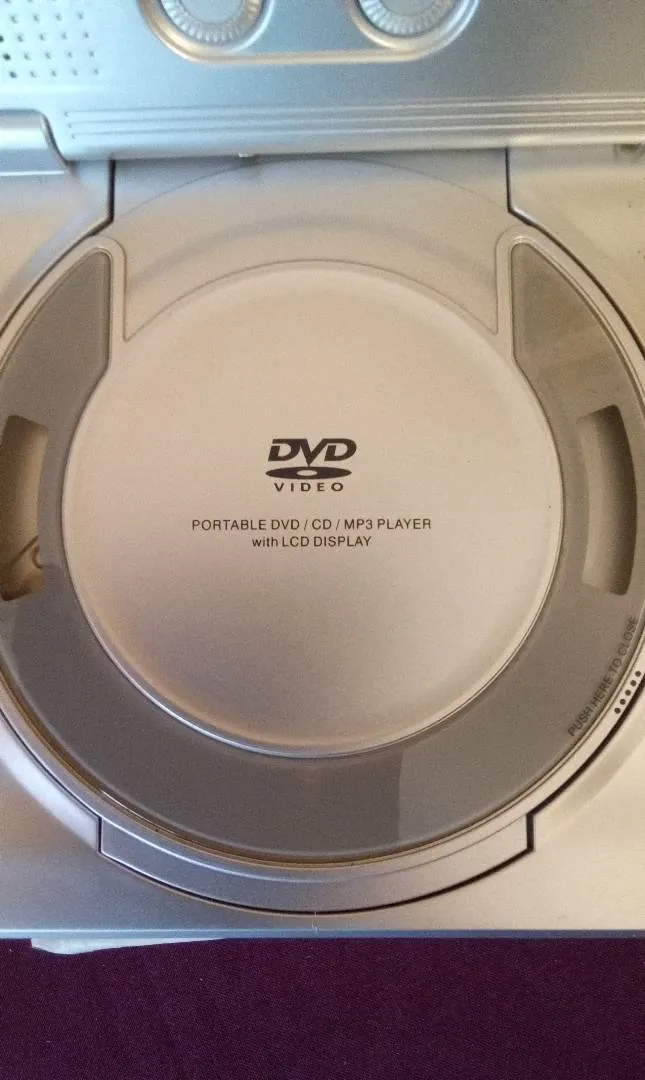 DVD
VIDEO
PORTABLE DVD / CD / MP3 PLAYER
with LCD DISPLAY
PUSH HERE TO CLOSE